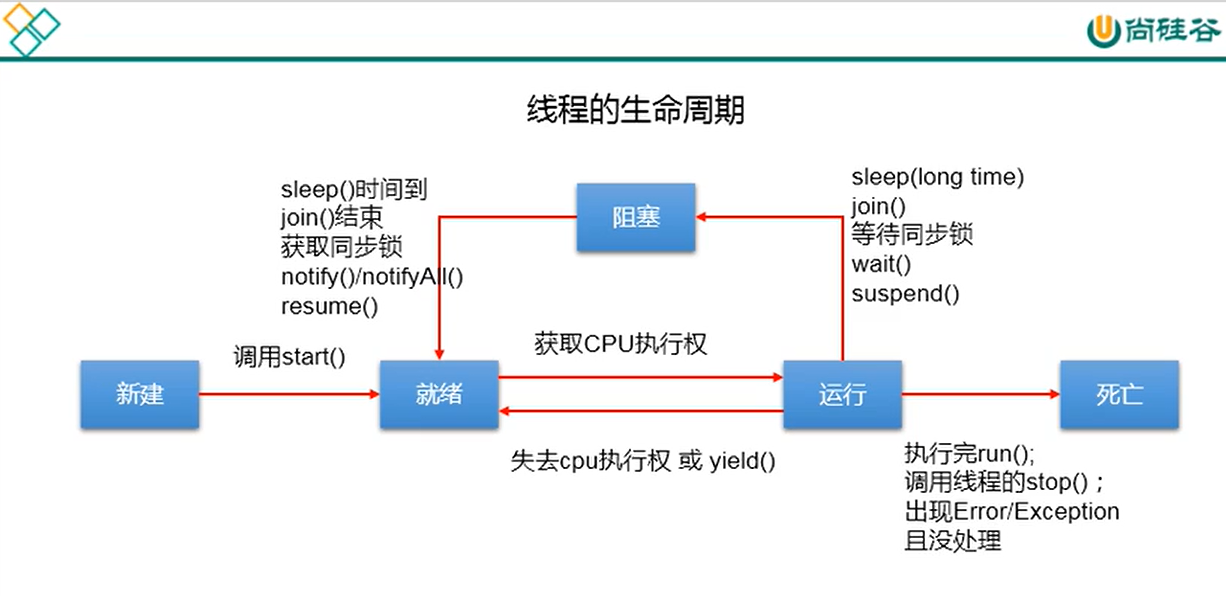 尚硅谷
线程的生命周期
sleep()时间到
join()结束
获取同步锁
notify()/notifyAll()
resume()
阻塞
sleep(long time)
join()
等待同步锁
wait()
suspend()
调用start()
获取CPU执行权
新建
就绪
运行
死亡
失去cpu执行权 或 yield()
执行完run();
调用线程的stop() ;
出现Error/Exception
且没处理